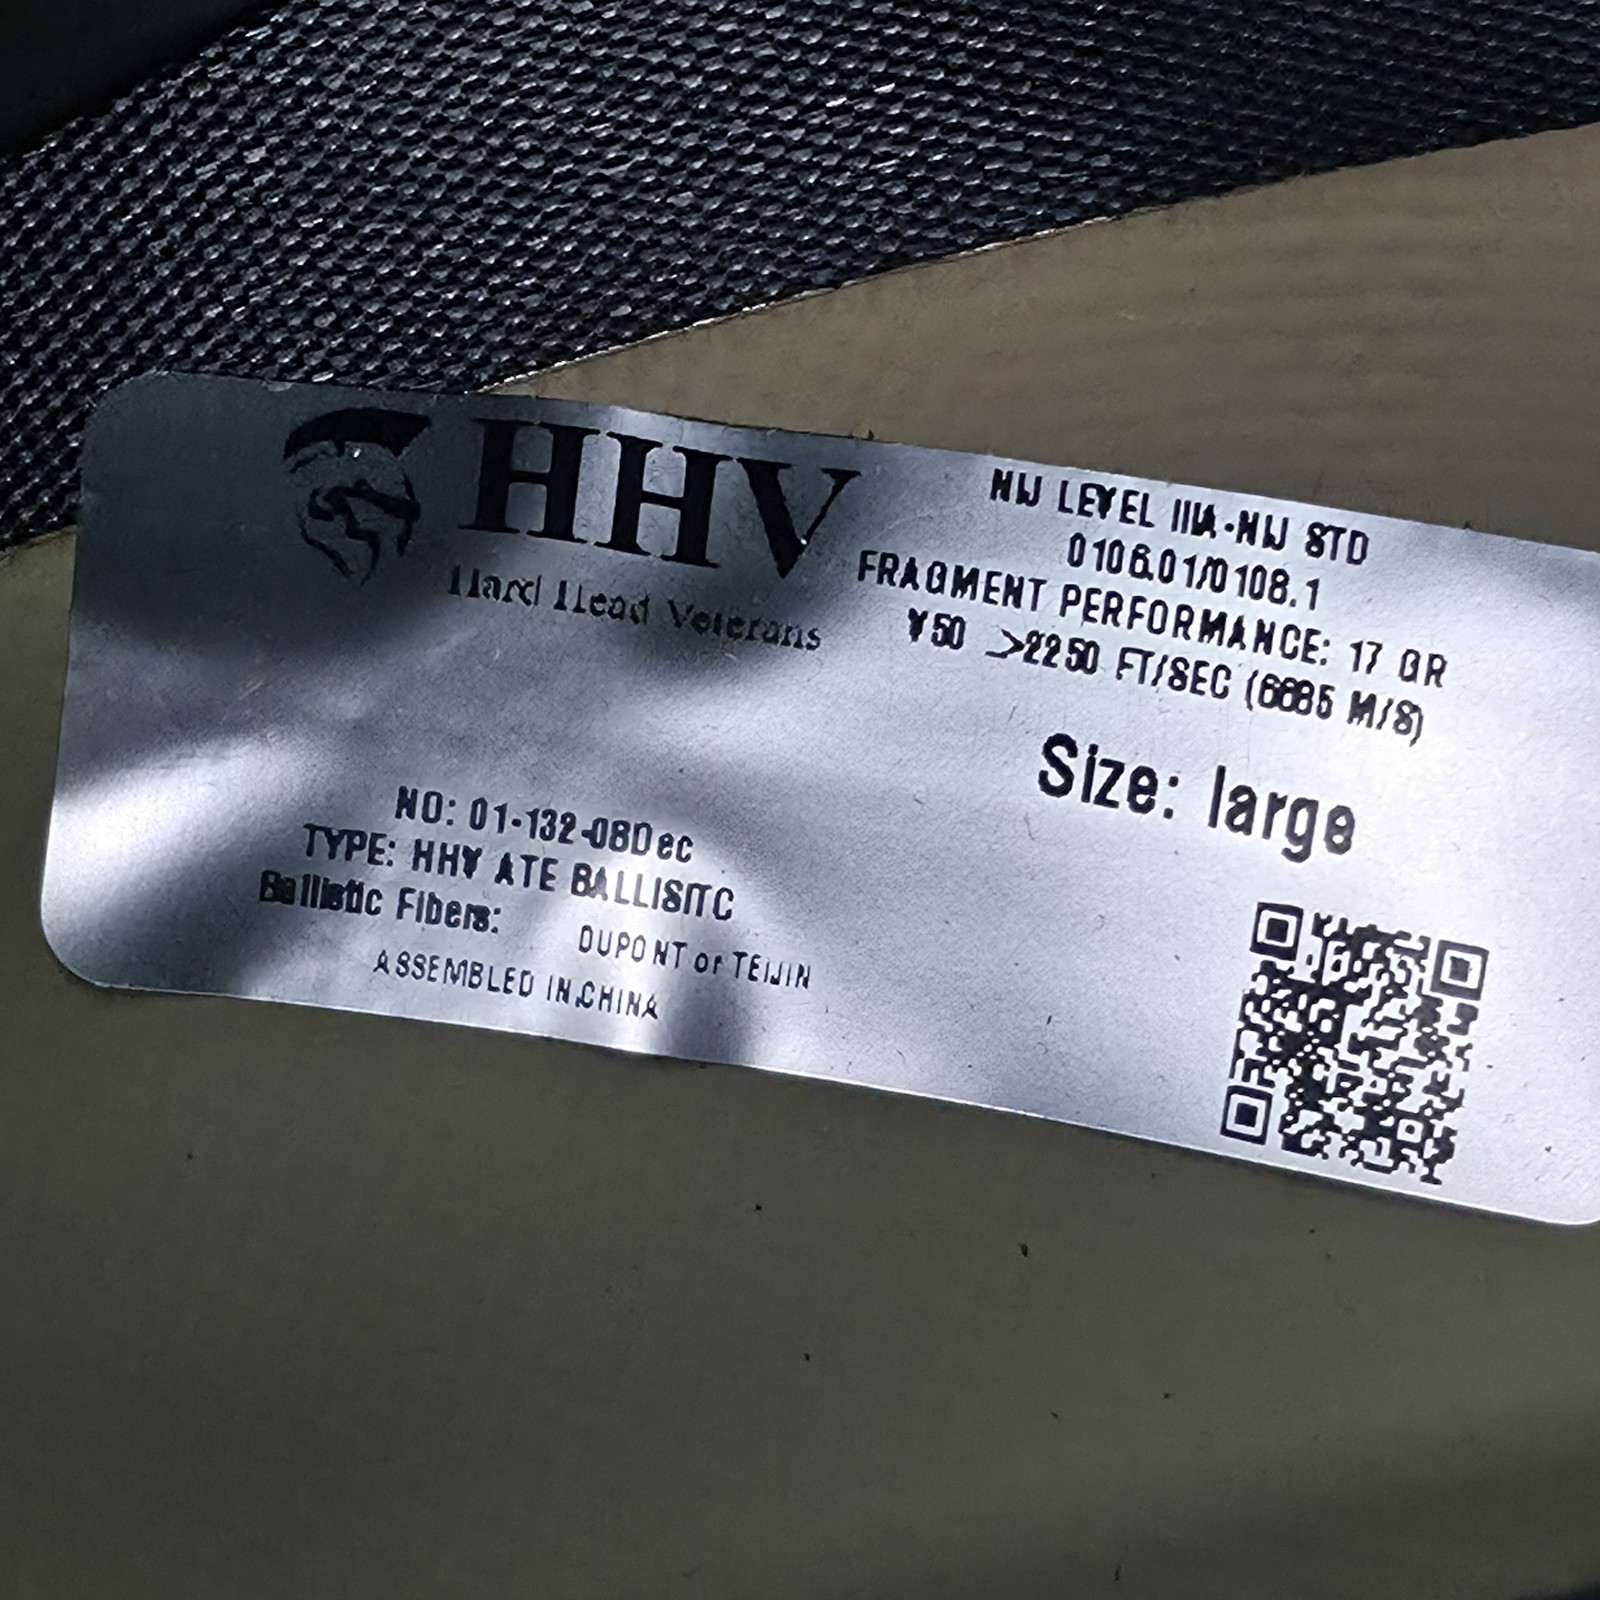 HHV
Hard Head Veterans
NIJ LEVEL IIIA-NIJ STD
0106.01/0108.1
FRAGMENT PERFORMANCE: 17 GR
V50 >2250 FT/SEC (6685 M/S)
Size: large
NO: 01-132-08Dec
TYPE: HHV ATE BALLISITC
Ballistic Fibers:
DUPONT or TEIJIN
ASSEMBLED IN.CHINA